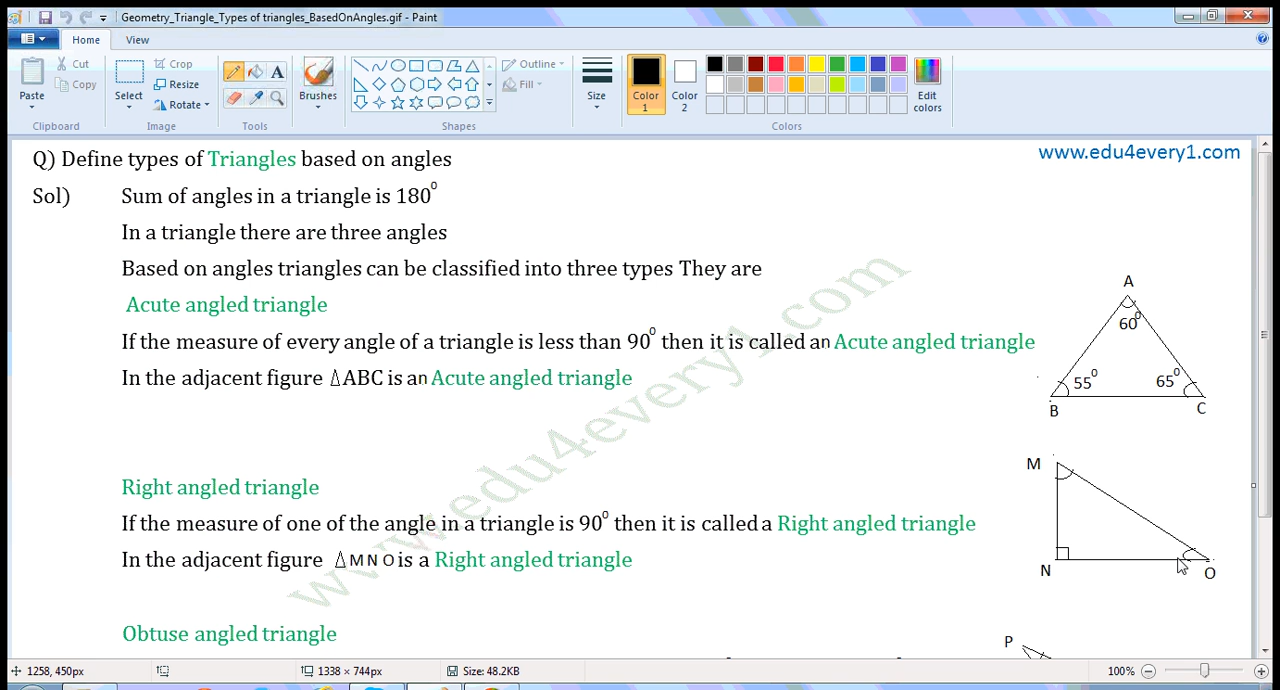 Geometry_Triangle_Types of triangles_BasedOnAngles.gif - Paint
Home View
Paste Cut Copy Select Crop Resize Rotate Brushes Outline Fill Size Color 1 Color 2 Edit colors
Clipboard Image Tools Shapes Colors
Q) Define types of Triangles based on angles
www.edu4every1.com
Sol) Sum of angles in a triangle is 180⁰
In a triangle there are three angles
Based on angles triangles can be classified into three types They are
Acute angled triangle
If the measure of every angle of a triangle is less than 90⁰ then it is called an Acute angled triangle
In the adjacent figure △ABC is an Acute angled triangle
A
60⁰
55⁰ 65⁰
B C
Right angled triangle
If the measure of one of the angle in a triangle is 90⁰ then it is called a Right angled triangle
In the adjacent figure △MNO is a Right angled triangle
M
N O
Obtuse angled triangle
P
www.edu4every1.com
1258, 450px 1338 × 744px Size: 48.2KB 100%